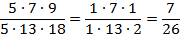 5 · 7 · 9 / 5 · 13 · 18 = 1 · 7 · 1 / 1 · 13 · 2 = 7 / 26